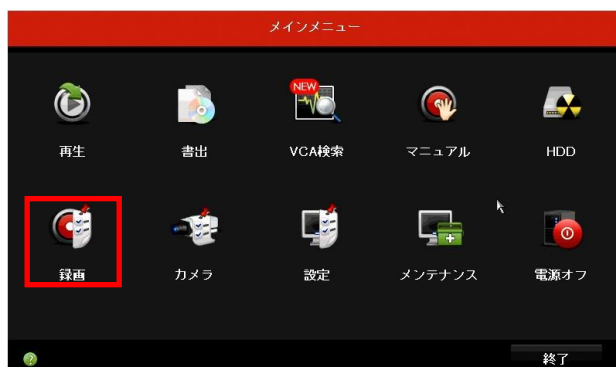 メインメニュー
NEW
再生
書出
VCA検索
マニュアル
HDD
録画
カメラ
設定
メンテナンス
電源オフ
?
終了